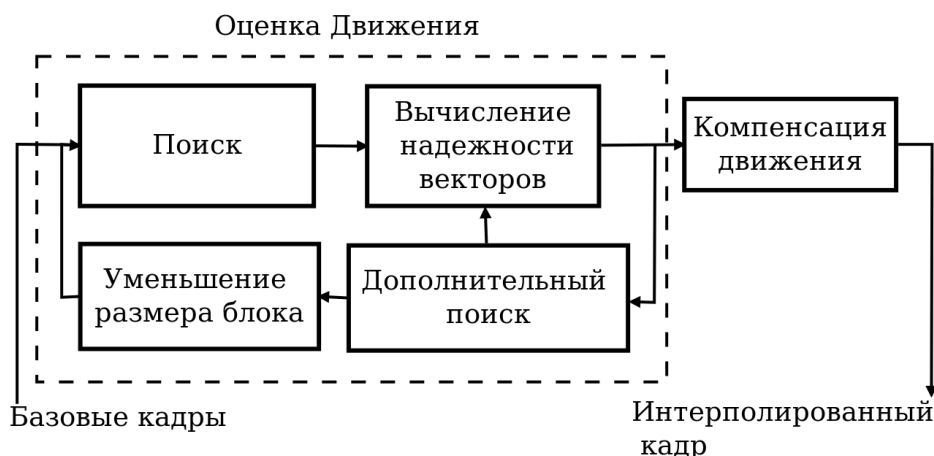 Оценка Движения
Поиск
Вычисление
надежности
векторов
Компенсация
движения
Уменьшение
размера блока
Дополнительный
поиск
Базовые кадры
Интерполированный
кадр